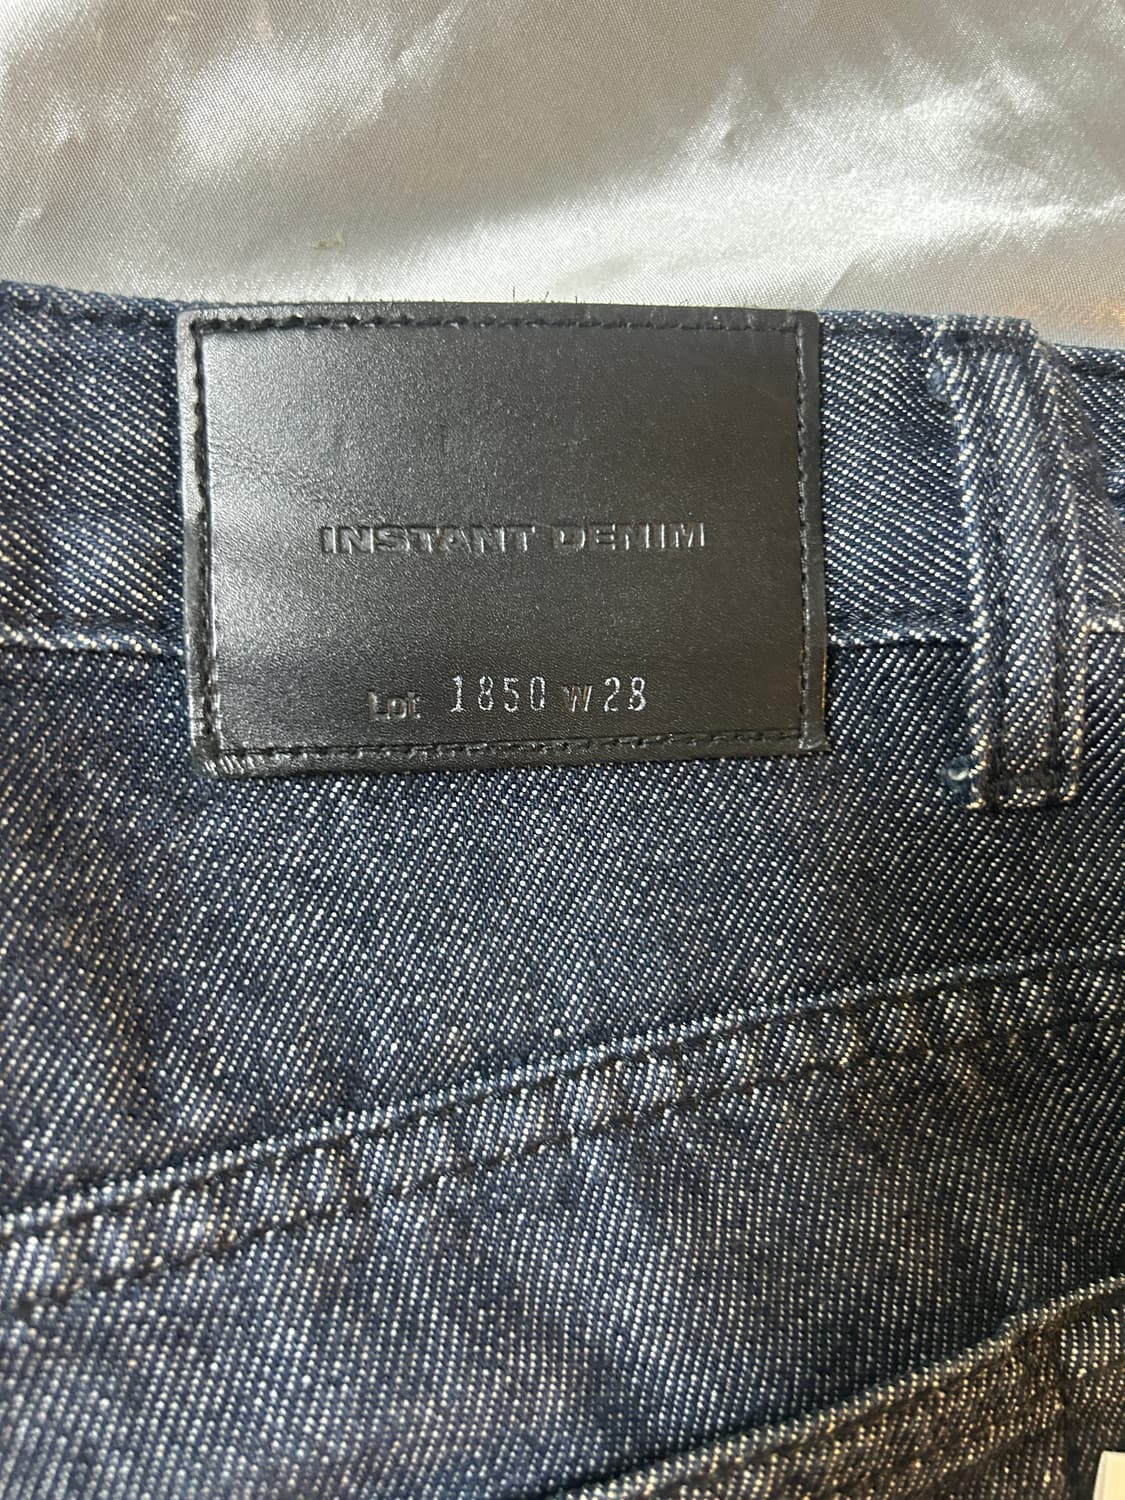 INSTANT DENIM
Lot 1850 W28